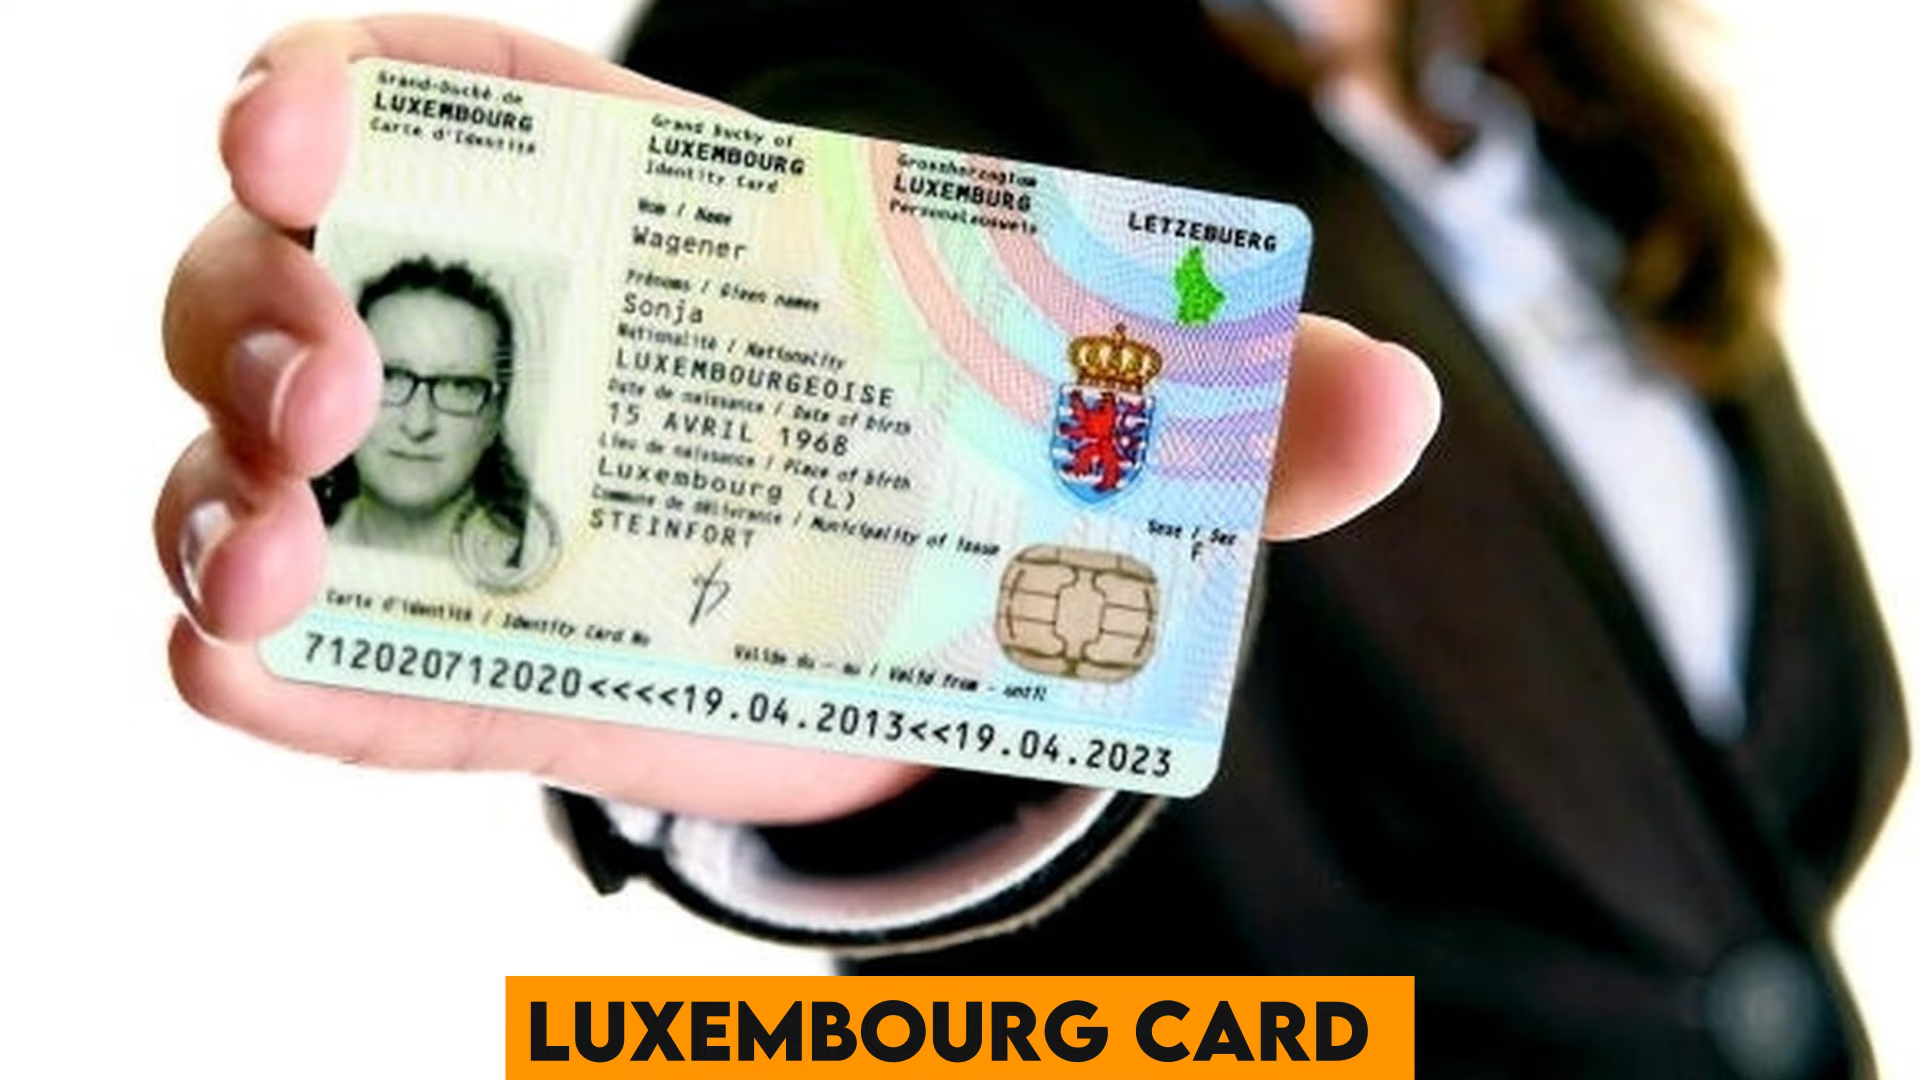 Grand-Duché de
LUXEMBOURG
Carte d'Identité
Grand Duchy of
LUXEMBOURG
Identity Card
Grossherzogtum
LUXEMBURG
Personalausweis
LETZEBUERG
Nom / Name
Wagener
Prénoms / Given names
Sonja
Nationalité / Nationality
LUXEMBOURGEOISE
Date de naissance / Date of birth
15 AVRIL 1968
Lieu de naissance / Place of birth
Luxembourg (L)
Commune de délivrance / Municipality of issue
STEINFORT
Sexe / Sex
F
Carte d'identité / Identity Card No
Valide du - au / Valid from - until
712020712020<<<<19.04.2013<<19.04.2023
LUXEMBOURG CARD